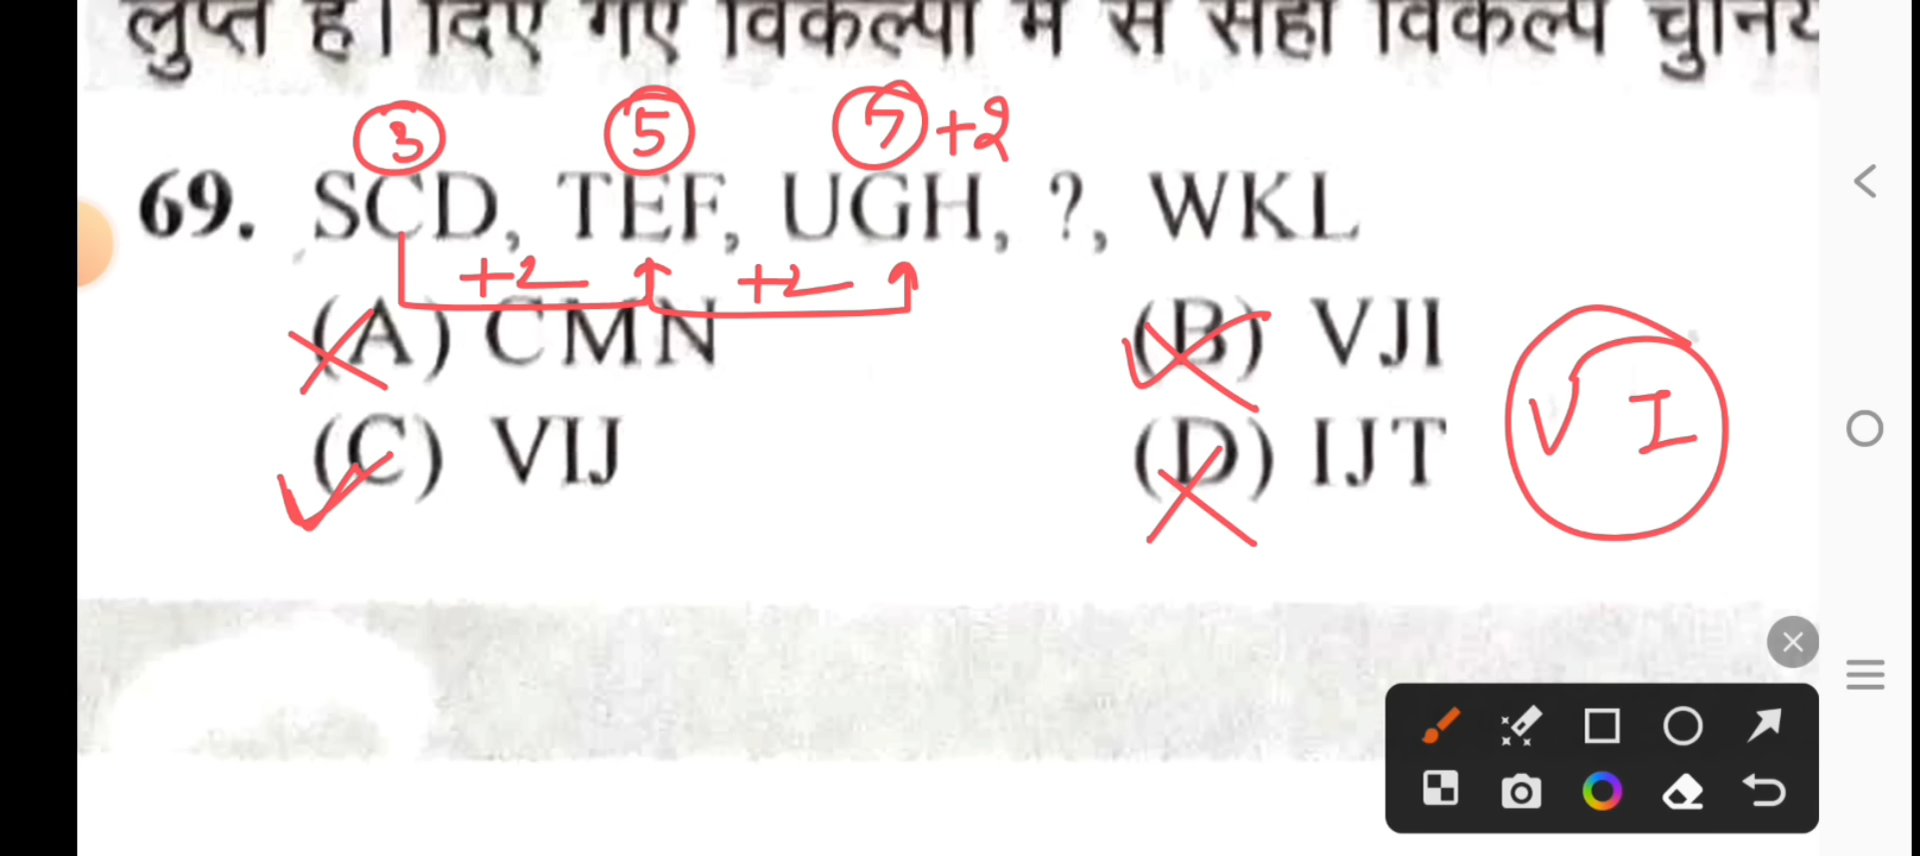 लुप्त है। दिए गए विकल्पों में से सही विकल्प चुनिये
3 5 7 +2
69. SCD, TEF, UGH, ?, WKL
+2 +2
(A) CMN (B) VJI
(C) VIJ (D) IJT
V I